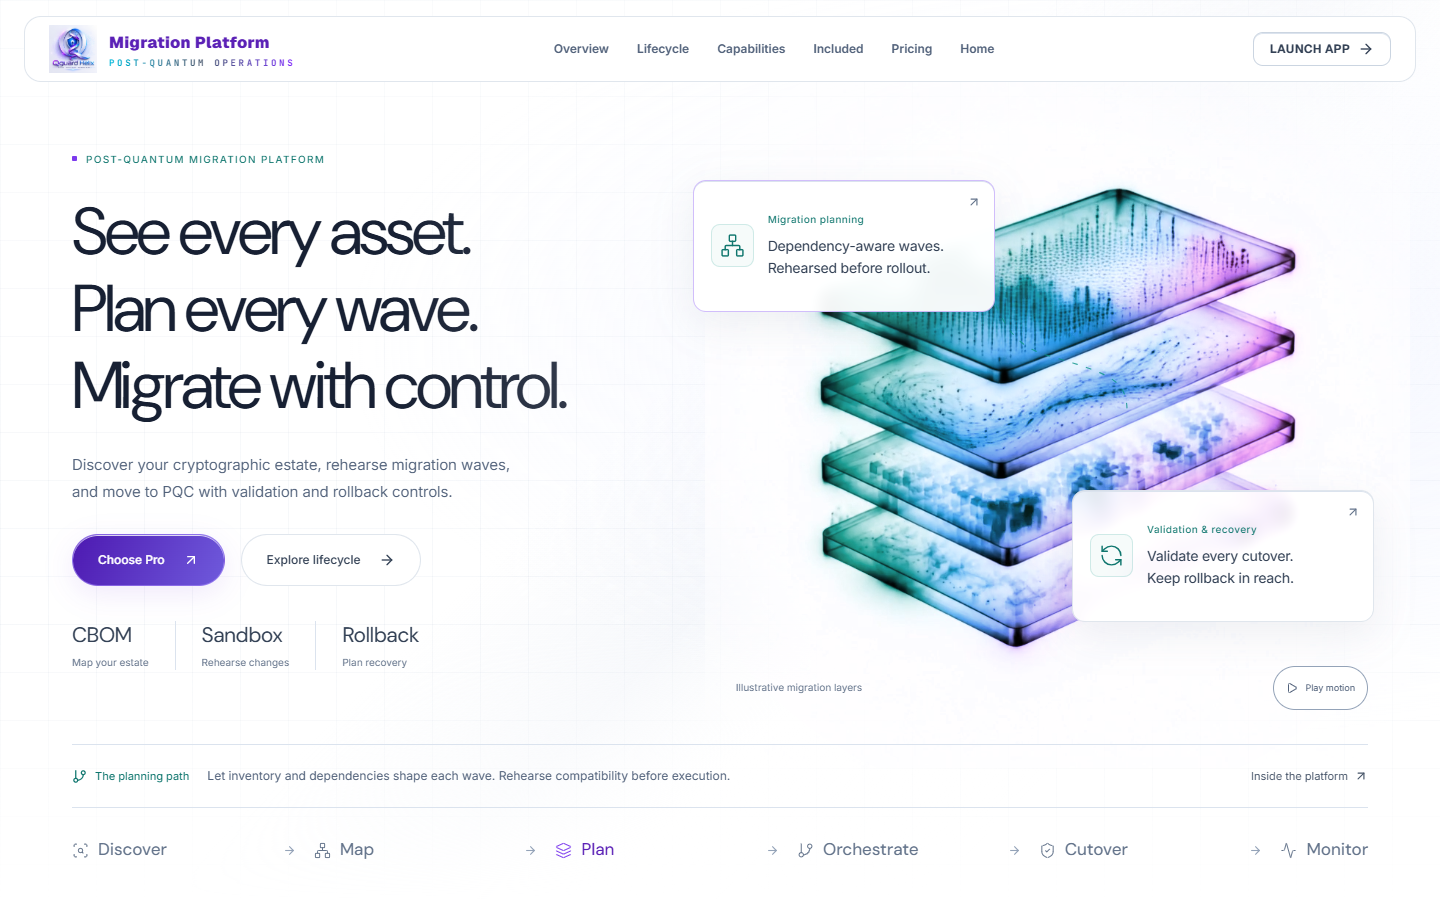 Qguard Helix
Migration Platform
POST-QUANTUM OPERATIONS
Overview
Lifecycle
Capabilities
Included
Pricing
Home
LAUNCH APP
POST-QUANTUM MIGRATION PLATFORM
See every asset.
Plan every wave.
Migrate with control.
Discover your cryptographic estate, rehearse migration waves,
and move to PQC with validation and rollback controls.
Choose Pro
Explore lifecycle
CBOM
Map your estate
Sandbox
Rehearse changes
Rollback
Plan recovery
Migration planning
Dependency-aware waves.
Rehearsed before rollout.
Validation & recovery
Validate every cutover.
Keep rollback in reach.
Illustrative migration layers
Play motion
The planning path
Let inventory and dependencies shape each wave. Rehearse compatibility before execution.
Inside the platform
Discover
Map
Plan
Orchestrate
Cutover
Monitor